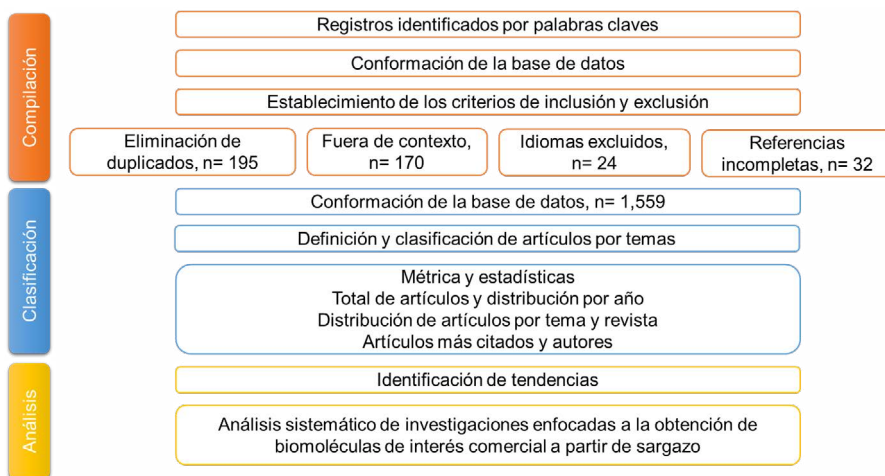 Compilación
Registros identificados por palabras claves
Conformación de la base de datos
Establecimiento de los criterios de inclusión y exclusión
Eliminación de
duplicados, n= 195
Fuera de contexto,
n= 170
Idiomas excluidos,
n= 24
Referencias
incompletas, n= 32
Clasificación
Conformación de la base de datos, n= 1,559
Definición y clasificación de artículos por temas
Métrica y estadísticas
Total de artículos y distribución por año
Distribución de artículos por tema y revista
Artículos más citados y autores
Análisis
Identificación de tendencias
Análisis sistemático de investigaciones enfocadas a la obtención de
biomoléculas de interés comercial a partir de sargazo